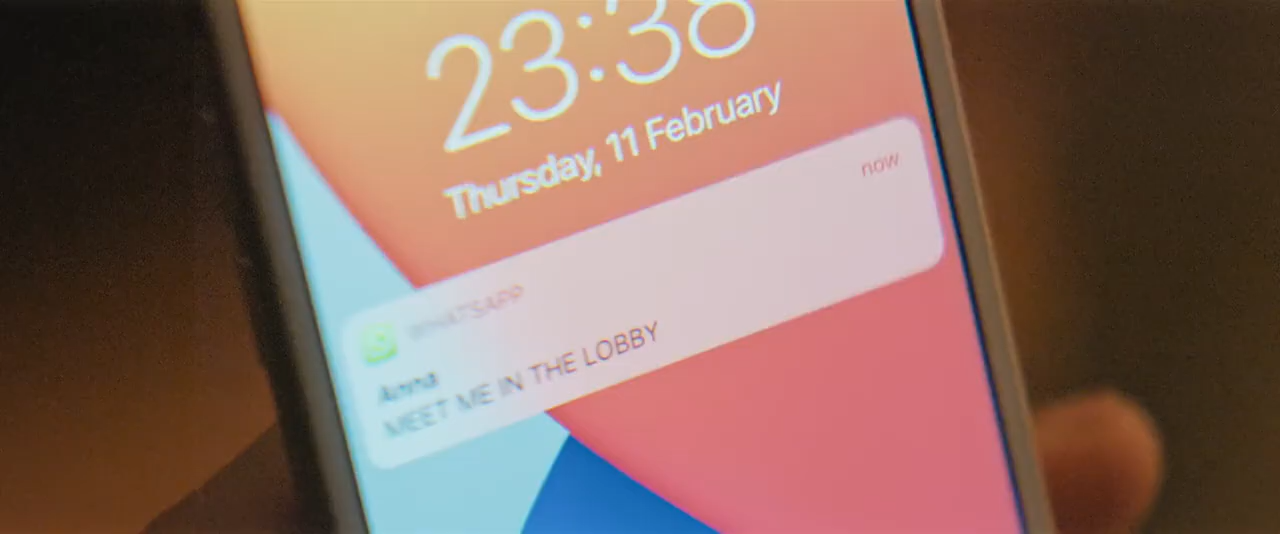 23:38
Thursday, 11 February
now
WHATSAPP
Anna
MEET ME IN THE LOBBY